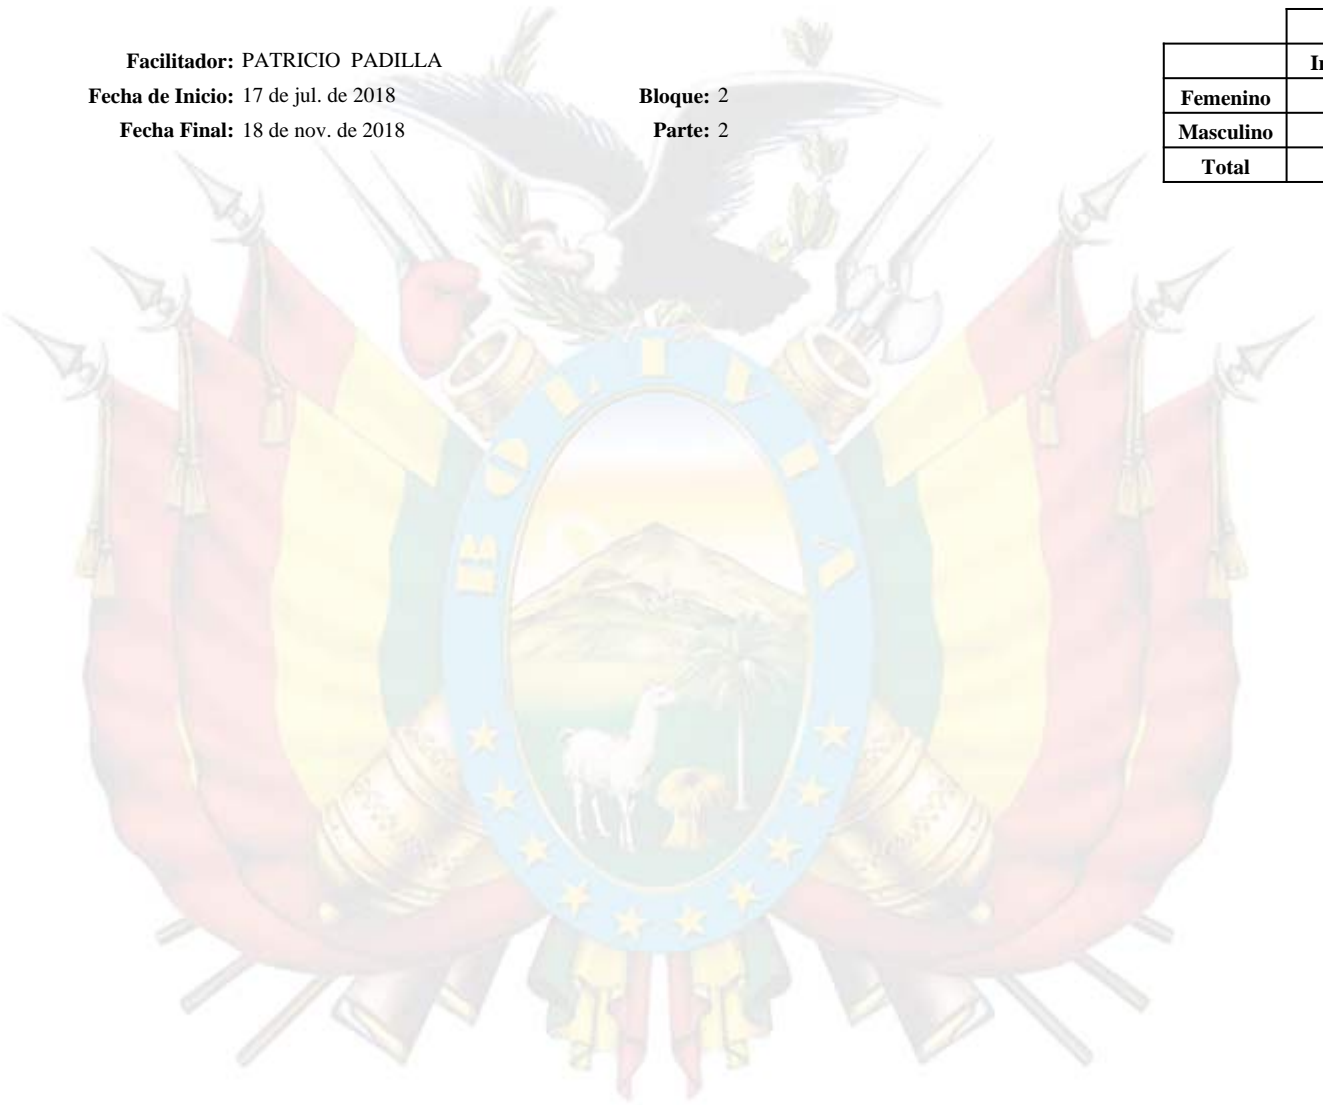 Facilitador: PATRICIO PADILLA
Fecha de Inicio: 17 de jul. de 2018
Bloque: 2
Fecha Final: 18 de nov. de 2018
Parte: 2
Femenino
Masculino
Total
BOLIVIA